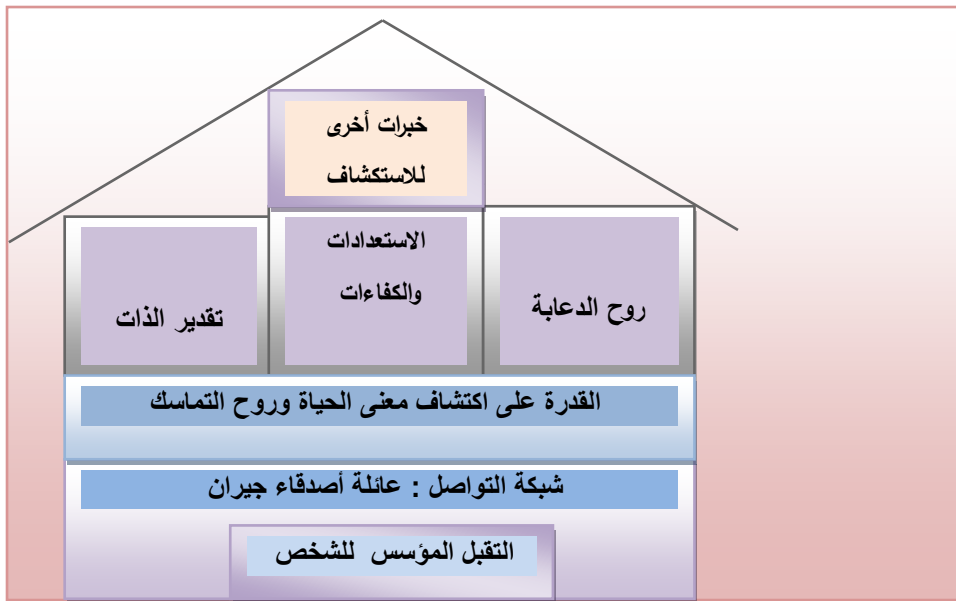 خبرات أخرى
للاستكشاف
روح الدعابة
الاستعدادات
والكفاءات
تقدير الذات
القدرة على اكتشاف معنى الحياة وروح التماسك
شبكة التواصل : عائلة أصدقاء جيران
التقبل المؤسس للشخص